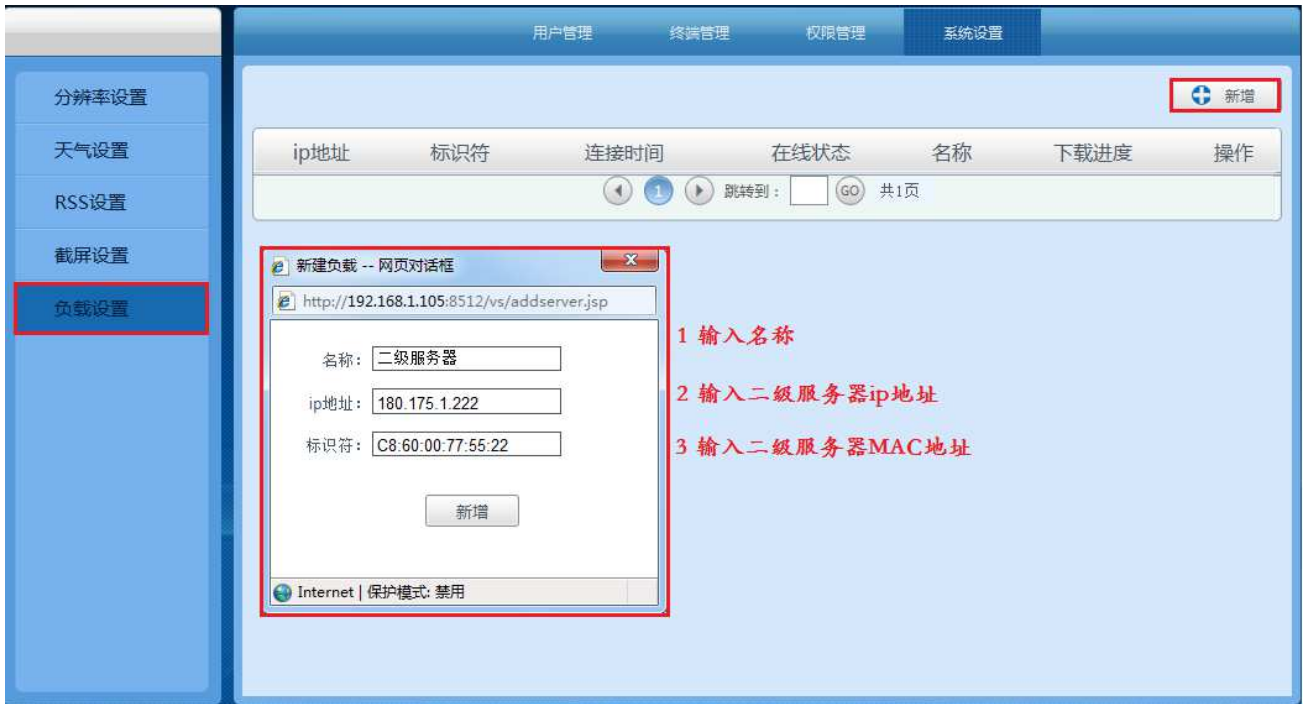 用户管理 终端管理 权限管理 系统设置
分辨率设置
天气设置
RSS设置
截屏设置
负载设置
新增
ip地址 标识符 连接时间 在线状态 名称 下载进度 操作
1 跳转到： GO 共1页
新建负载 -- 网页对话框
http://192.168.1.105:8512/vs/addserver.jsp
名称： 二级服务器
ip地址： 180.175.1.222
标识符： C8:60:00:77:55:22
新增
Internet | 保护模式: 禁用
1 输入名称
2 输入二级服务器ip地址
3 输入二级服务器MAC地址